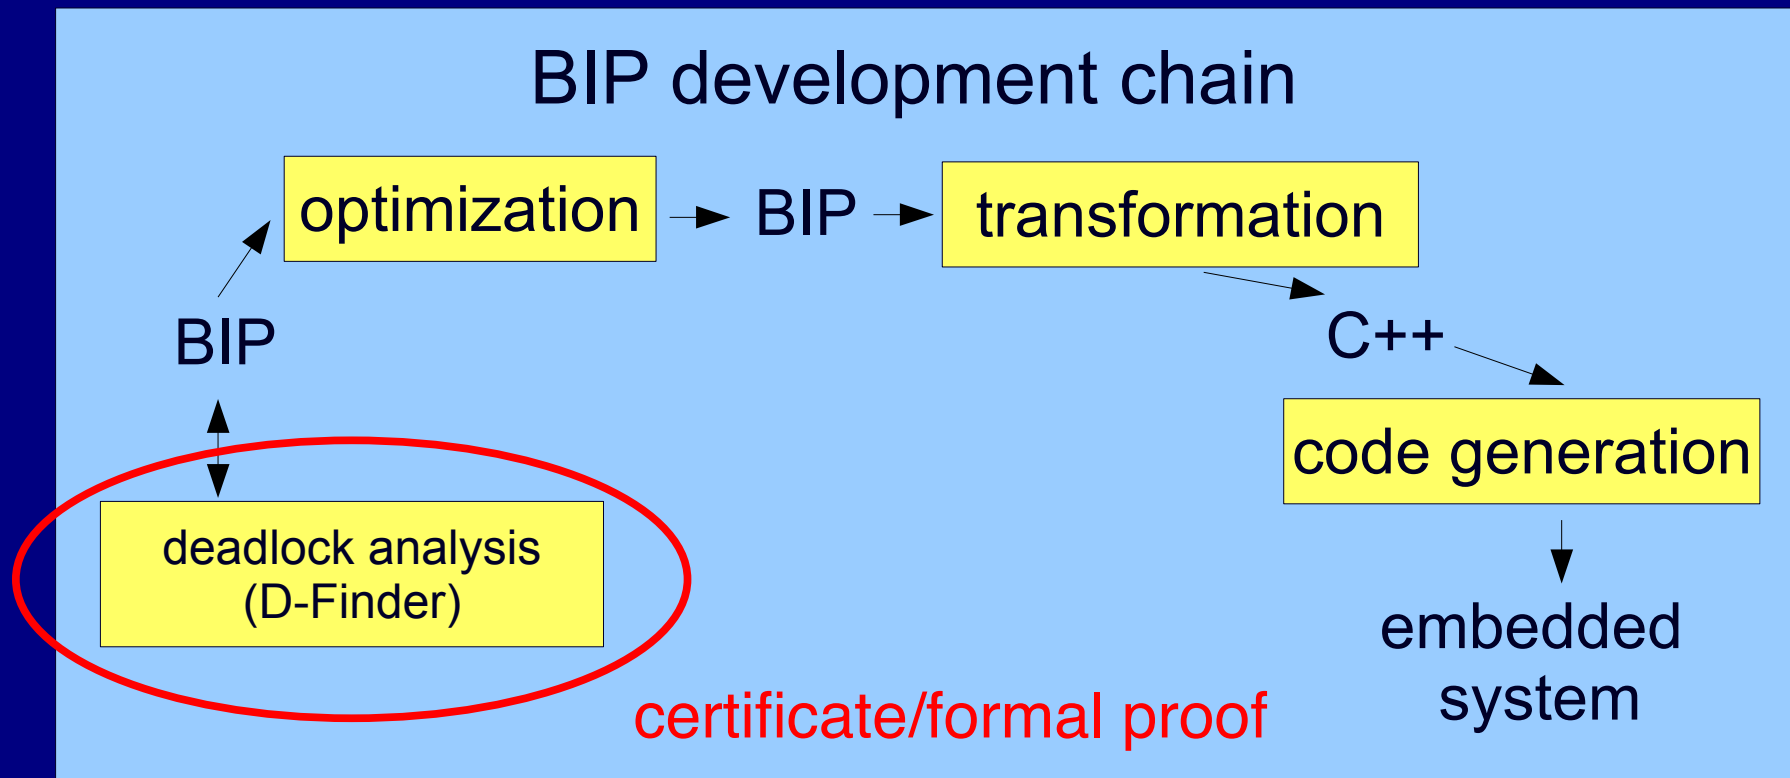 BIP development chain
optimization
BIP
transformation
BIP
C++
code generation
deadlock analysis
(D-Finder)
embedded
system
certificate/formal proof